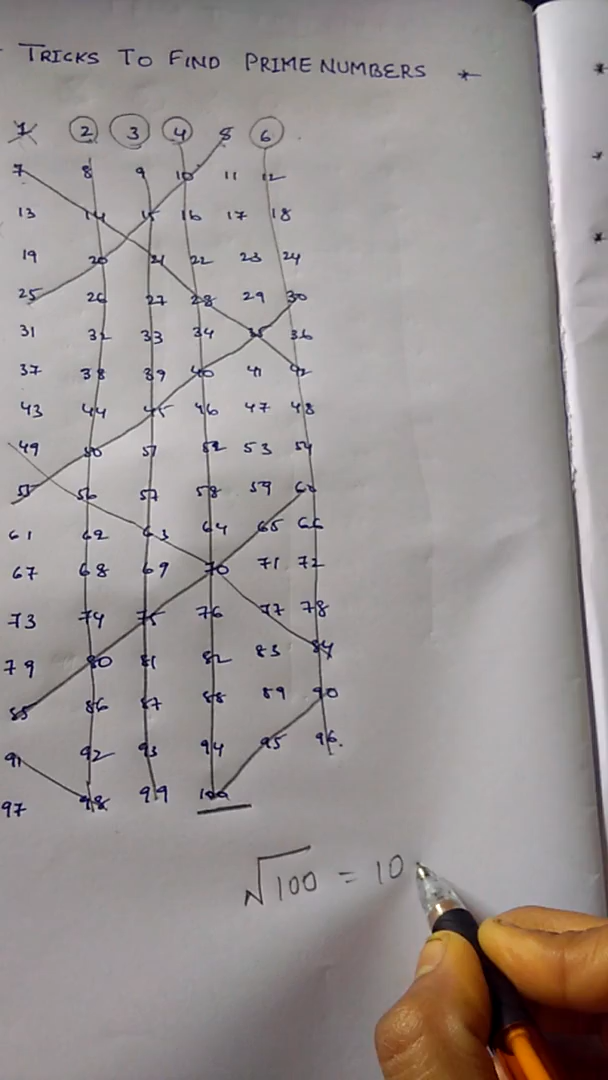 TRICKS TO FIND PRIME NUMBERS *
1 2 3 4 5 6
7 8 9 10 11 12
13 14 15 16 17 18
19 20 21 22 23 24
25 26 27 28 29 30
31 32 33 34 35 36
37 38 39 40 41 42
43 44 45 46 47 48
49 50 57 52 53 54
55 56 57 58 59 60
61 62 63 64 65 66
67 68 69 70 71 72
73 74 75 76 77 78
79 80 81 82 83 84
85 86 87 88 89 90
91 92 93 94 95 96.
97 98 99 100
√100 = 10